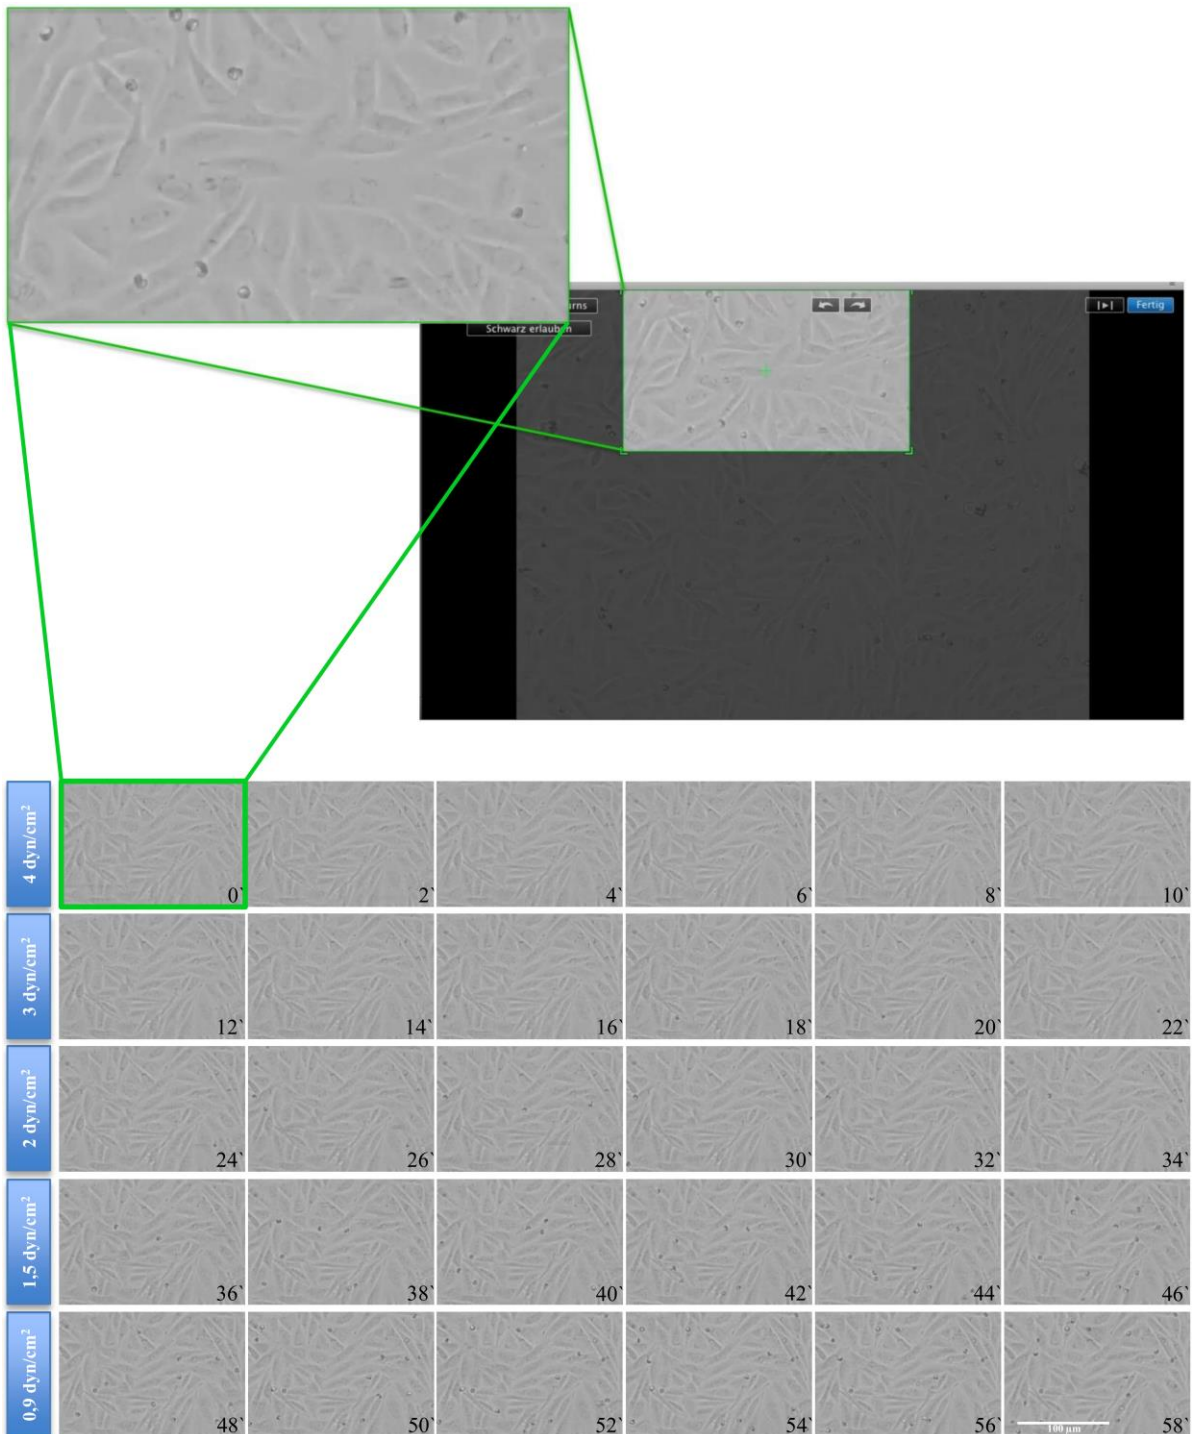 Fertig
Schwarz erlauben
4 dyn/cm²
0` 2` 4` 6` 8` 10`
3 dyn/cm²
12` 14` 16` 18` 20` 22`
2 dyn/cm²
24` 26` 28` 30` 32` 34`
1,5 dyn/cm²
36` 38` 40` 42` 44` 46`
0,9 dyn/cm²
48` 50` 52` 54` 56` 58`
100 µm